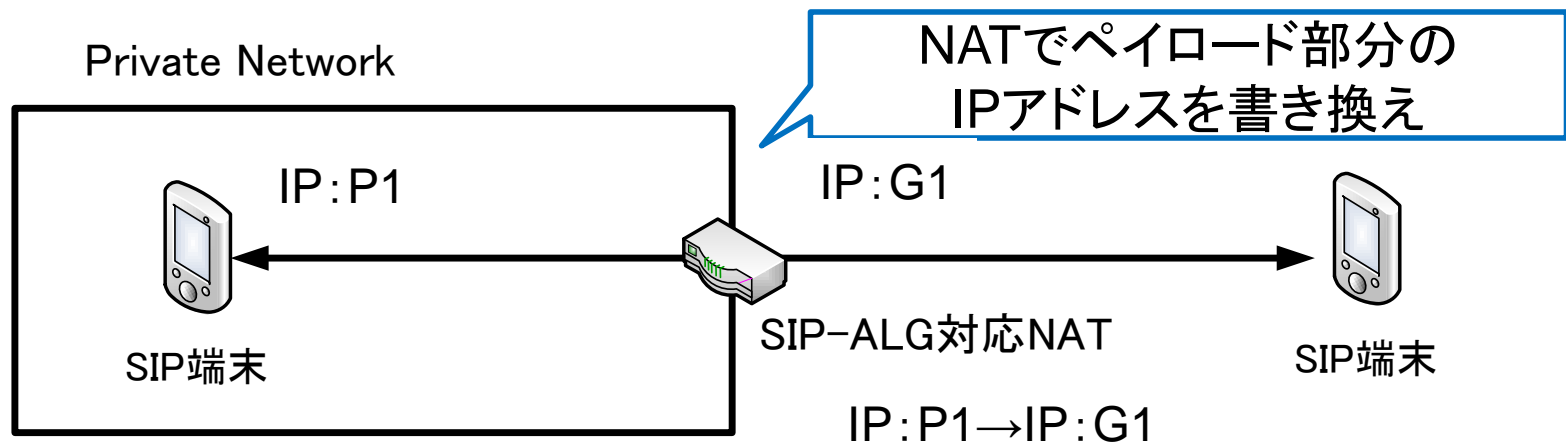 NATでペイロード部分の
IPアドレスを書き換え
Private Network
IP:P1
IP:G1
SIP端末
SIP-ALG対応NAT
SIP端末
IP:P1→IP:G1